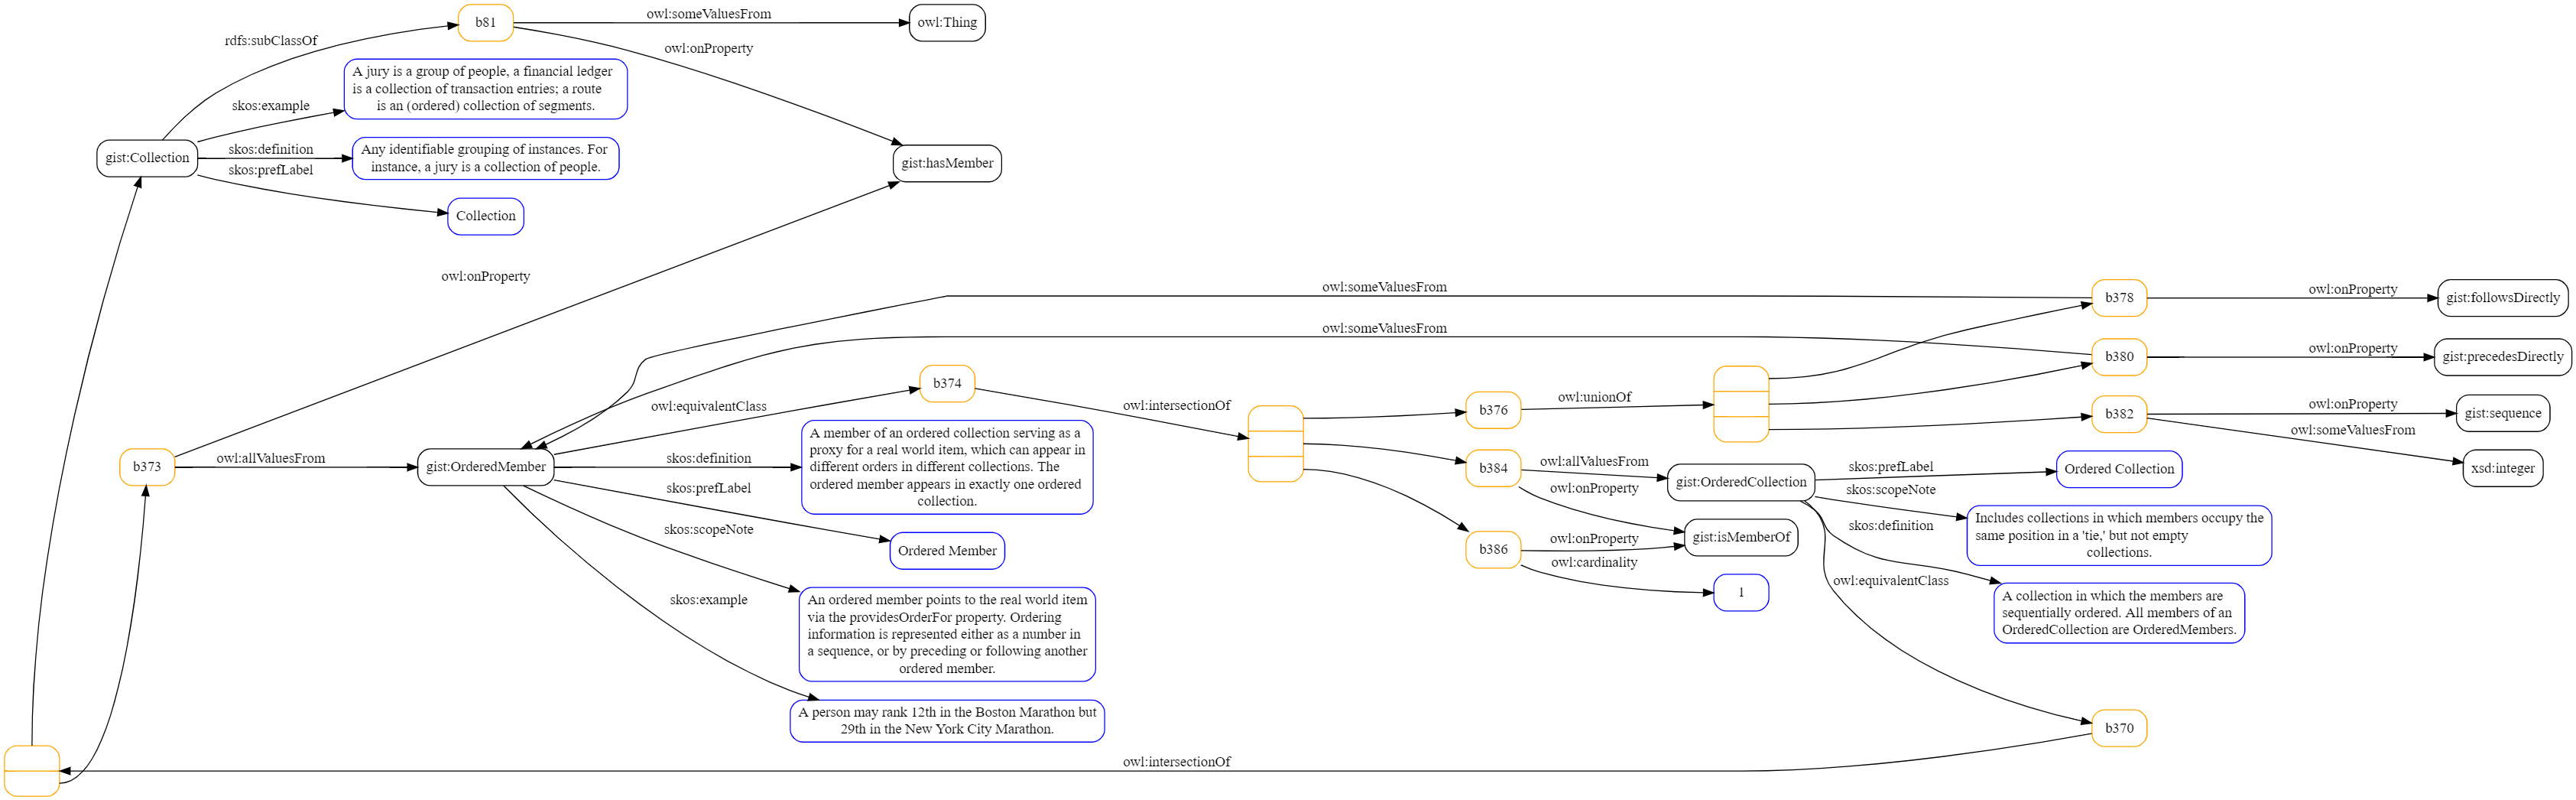 b81
owl:someValuesFrom
owl:Thing
rdfs:subClassOf
owl:onProperty
A jury is a group of people, a financial ledger
is a collection of transaction entries; a route
is an (ordered) collection of segments.
skos:example
gist:Collection
skos:definition
Any identifiable grouping of instances. For
instance, a jury is a collection of people.
gist:hasMember
skos:prefLabel
Collection
owl:onProperty
owl:someValuesFrom
b378
owl:onProperty
gist:followsDirectly
owl:someValuesFrom
b380
owl:onProperty
gist:precedesDirectly
b374
owl:equivalentClass
owl:intersectionOf
b376
owl:unionOf
b382
owl:onProperty
gist:sequence
owl:someValuesFrom
xsd:integer
b373
owl:allValuesFrom
gist:OrderedMember
skos:definition
A member of an ordered collection serving as a
proxy for a real world item, which can appear in
different orders in different collections. The
ordered member appears in exactly one ordered
collection.
b384
owl:allValuesFrom
gist:OrderedCollection
skos:prefLabel
Ordered Collection
owl:onProperty
skos:scopeNote
Includes collections in which members occupy the
same position in a 'tie,' but not empty
collections.
skos:prefLabel
Ordered Member
b386
owl:onProperty
gist:isMemberOf
owl:cardinality
1
skos:definition
A collection in which the members are
sequentially ordered. All members of an
OrderedCollection are OrderedMembers.
skos:scopeNote
An ordered member points to the real world item
via the providesOrderFor property. Ordering
information is represented either as a number in
a sequence, or by preceding or following another
ordered member.
owl:equivalentClass
skos:example
A person may rank 12th in the Boston Marathon but
29th in the New York City Marathon.
b370
owl:intersectionOf